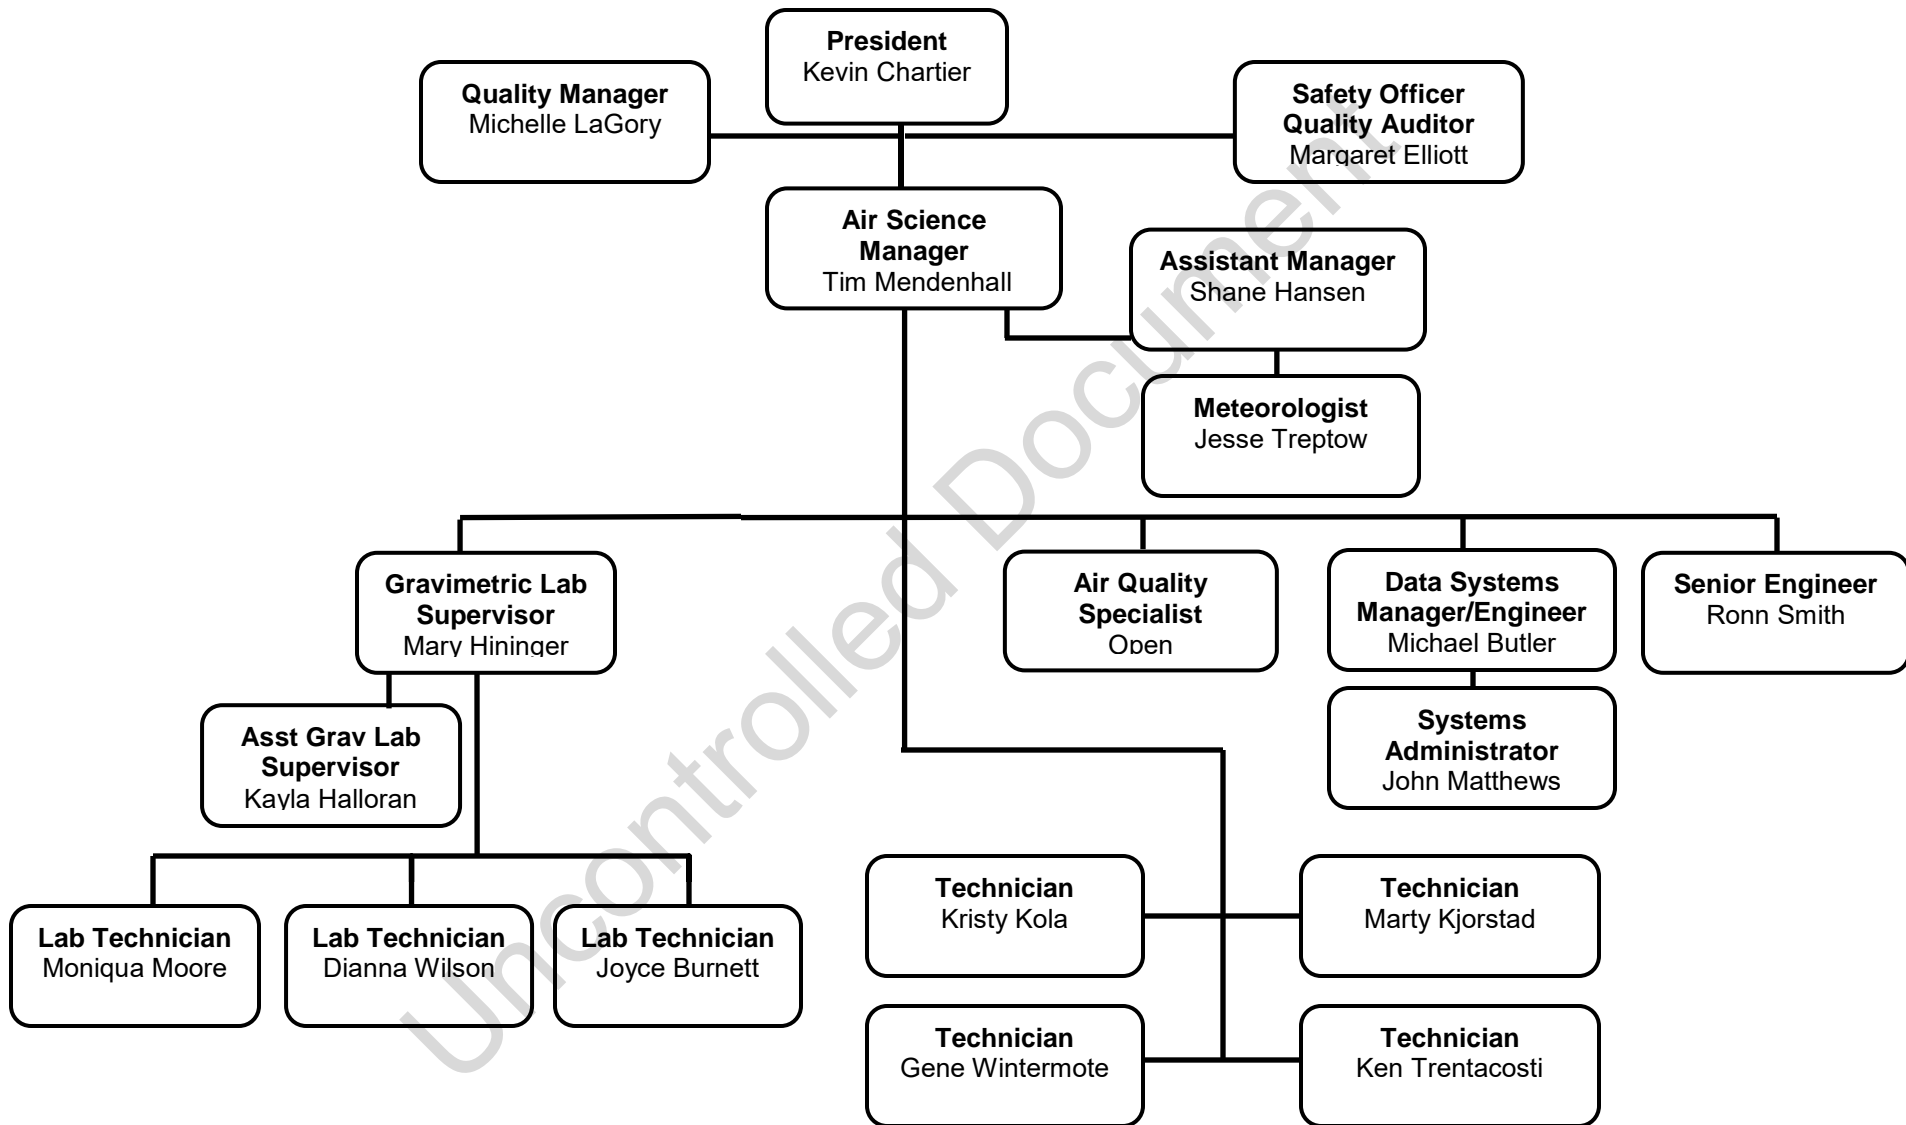 President
Kevin Chartier
Quality Manager
Michelle LaGory
Safety Officer
Quality Auditor
Margaret Elliott
Air Science
Manager
Tim Mendenhall
Assistant Manager
Shane Hansen
Meteorologist
Jesse Treptow
Gravimetric Lab
Supervisor
Mary Hininger
Air Quality
Specialist
Open
Data Systems
Manager/Engineer
Michael Butler
Senior Engineer
Ronn Smith
Asst Grav Lab
Supervisor
Kayla Halloran
Systems
Administrator
John Matthews
Technician
Kristy Kola
Technician
Marty Kjorstad
Lab Technician
Moniqua Moore
Lab Technician
Dianna Wilson
Lab Technician
Joyce Burnett
Technician
Gene Wintermote
Technician
Ken Trentacosti
Uncontrolled Document